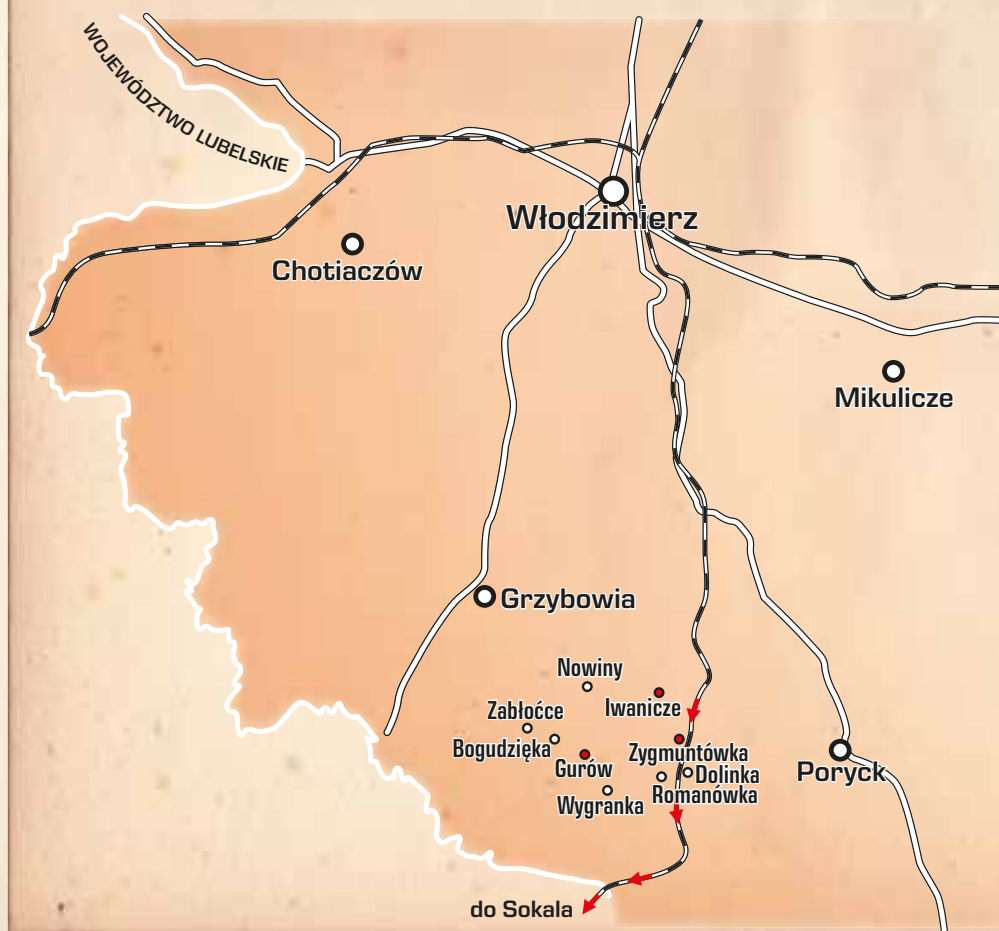 WOJEWÓDZTWO LUBELSKIE
Włodzimierz
Chotiaczów
Mikulicze
Grzybowia
Nowiny
Iwanicze
Zabłoćce
Bogudzięka
Zygmuntówka
Gurów
Dolinka
Poryck
Romanówka
Wygranka
do Sokala